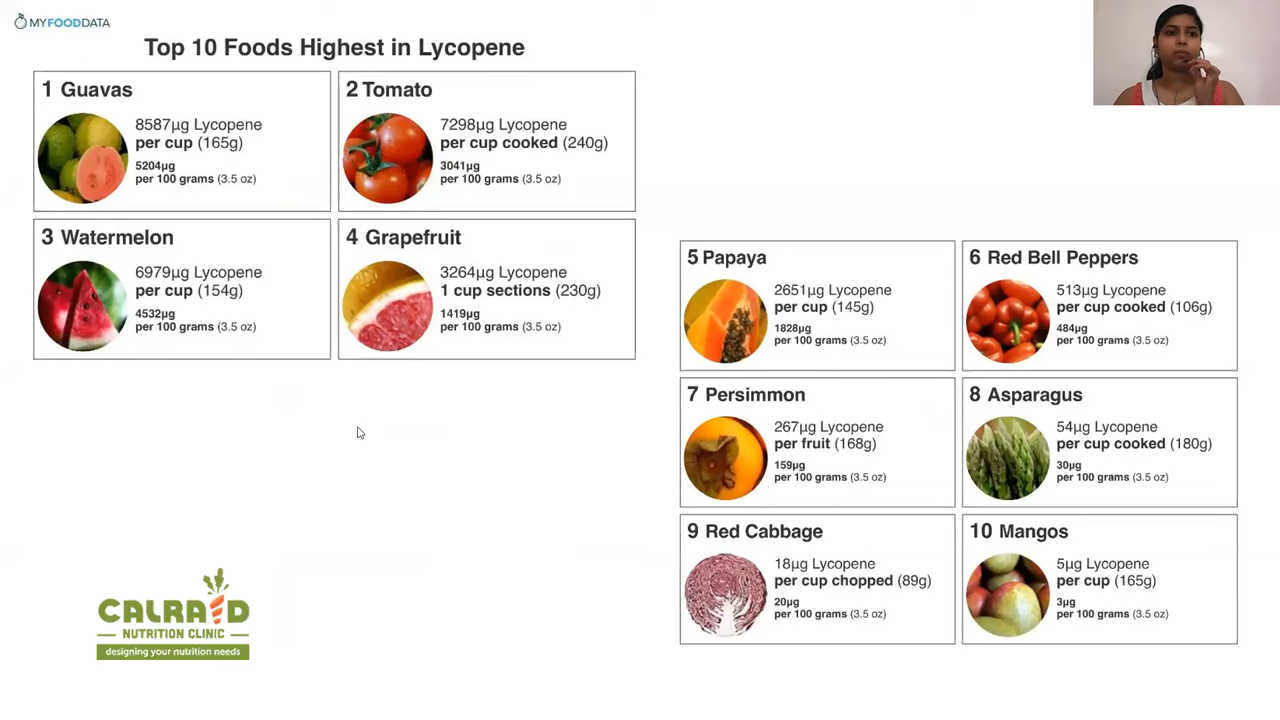 MYFOODDATA
Top 10 Foods Highest in Lycopene
1 Guavas
8587µg Lycopene
per cup (165g)
5204µg
per 100 grams (3.5 oz)
2 Tomato
7298µg Lycopene
per cup cooked (240g)
3041µg
per 100 grams (3.5 oz)
3 Watermelon
6979µg Lycopene
per cup (154g)
4532µg
per 100 grams (3.5 oz)
4 Grapefruit
3264µg Lycopene
1 cup sections (230g)
1419µg
per 100 grams (3.5 oz)
5 Papaya
2651µg Lycopene
per cup (145g)
1828µg
per 100 grams (3.5 oz)
6 Red Bell Peppers
513µg Lycopene
per cup cooked (106g)
484µg
per 100 grams (3.5 oz)
7 Persimmon
267µg Lycopene
per fruit (168g)
159µg
per 100 grams (3.5 oz)
8 Asparagus
54µg Lycopene
per cup cooked (180g)
30µg
per 100 grams (3.5 oz)
9 Red Cabbage
18µg Lycopene
per cup chopped (89g)
20µg
per 100 grams (3.5 oz)
10 Mangos
5µg Lycopene
per cup (165g)
3µg
per 100 grams (3.5 oz)
CALRAID
NUTRITION CLINIC
designing your nutrition needs